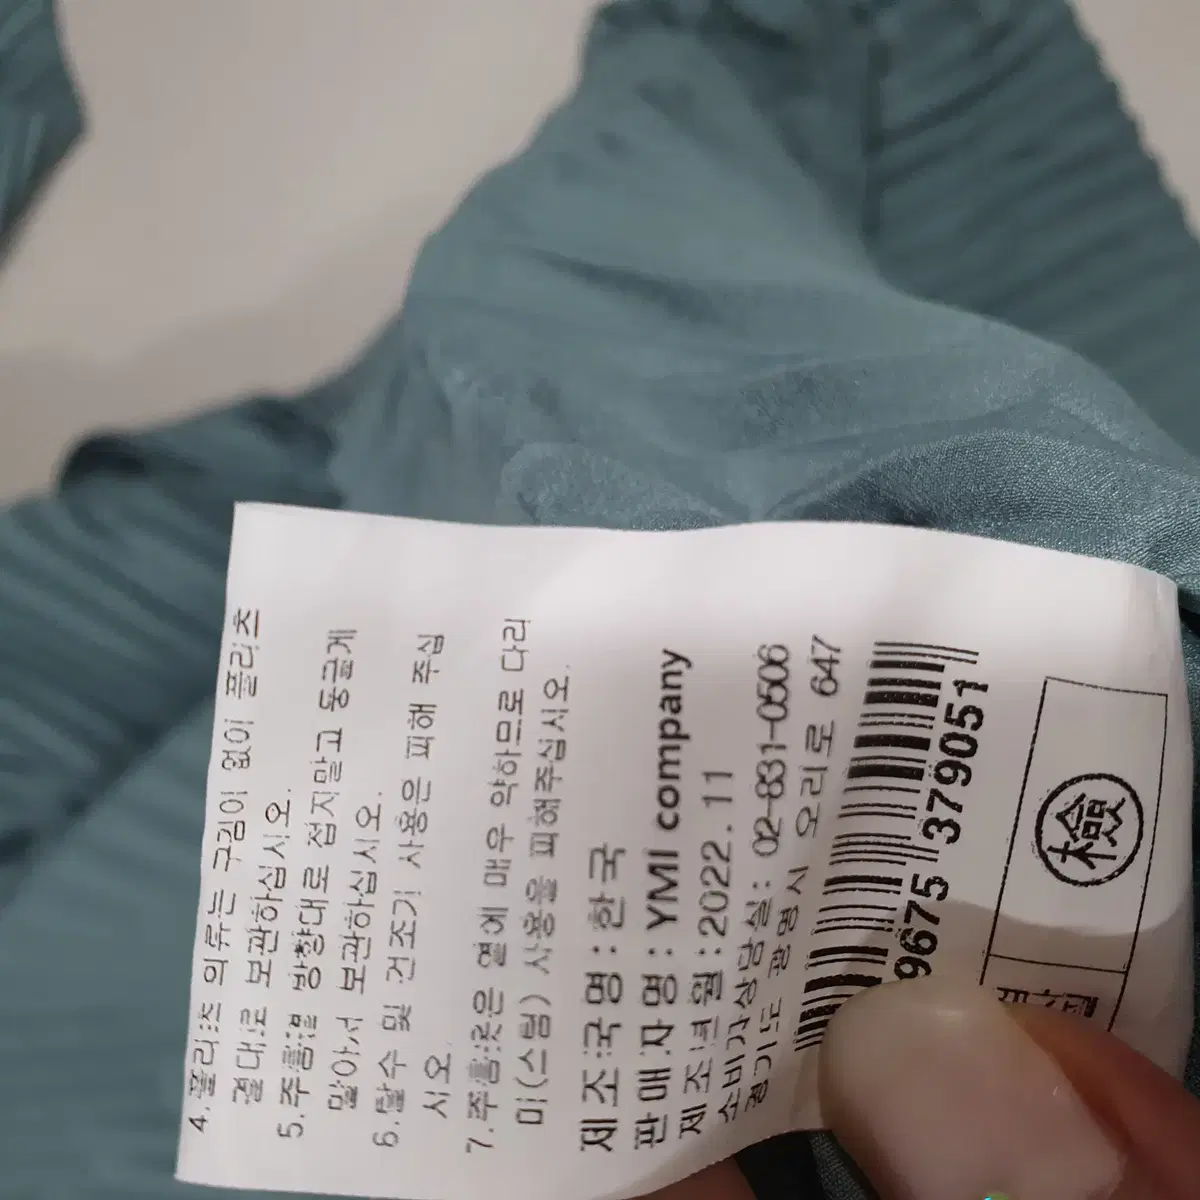 4.플리츠 의류는 구김이 없이 플리츠
결대로 보관하십시오.
5.주름결 방향대로 접지말고 둥글게
말아서 보관하십시오.
6.탈수 및 건조기 사용은 피해 주십
시오.
7.주름옷은 열에 매우 약하므로 다리
미(스팀) 사용을 피해주십시오.
제조국명:한국
판매자명:YMI company
제조년월:2022.11
소비자상담실: 02-831-0506
경기도 광명시 오리로 647
9675 379051
檢